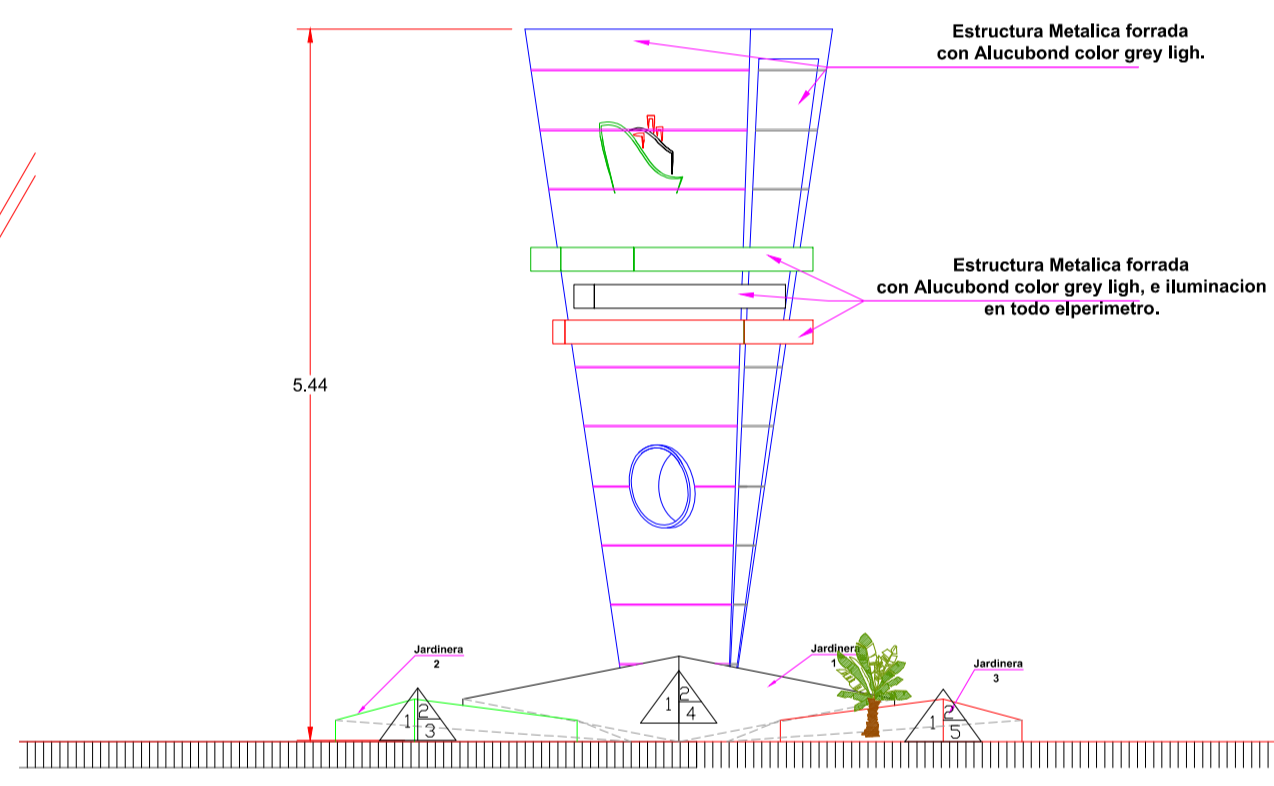 Estructura Metalica forrada
con Alucubond color grey ligh.
Estructura Metalica forrada
con Alucubond color grey ligh, e iluminacion
en todo elperimetro.
5.44
Jardinera
2
Jardinera
1
Jardinera
3
1
2
3
1
2
4
1
2
5